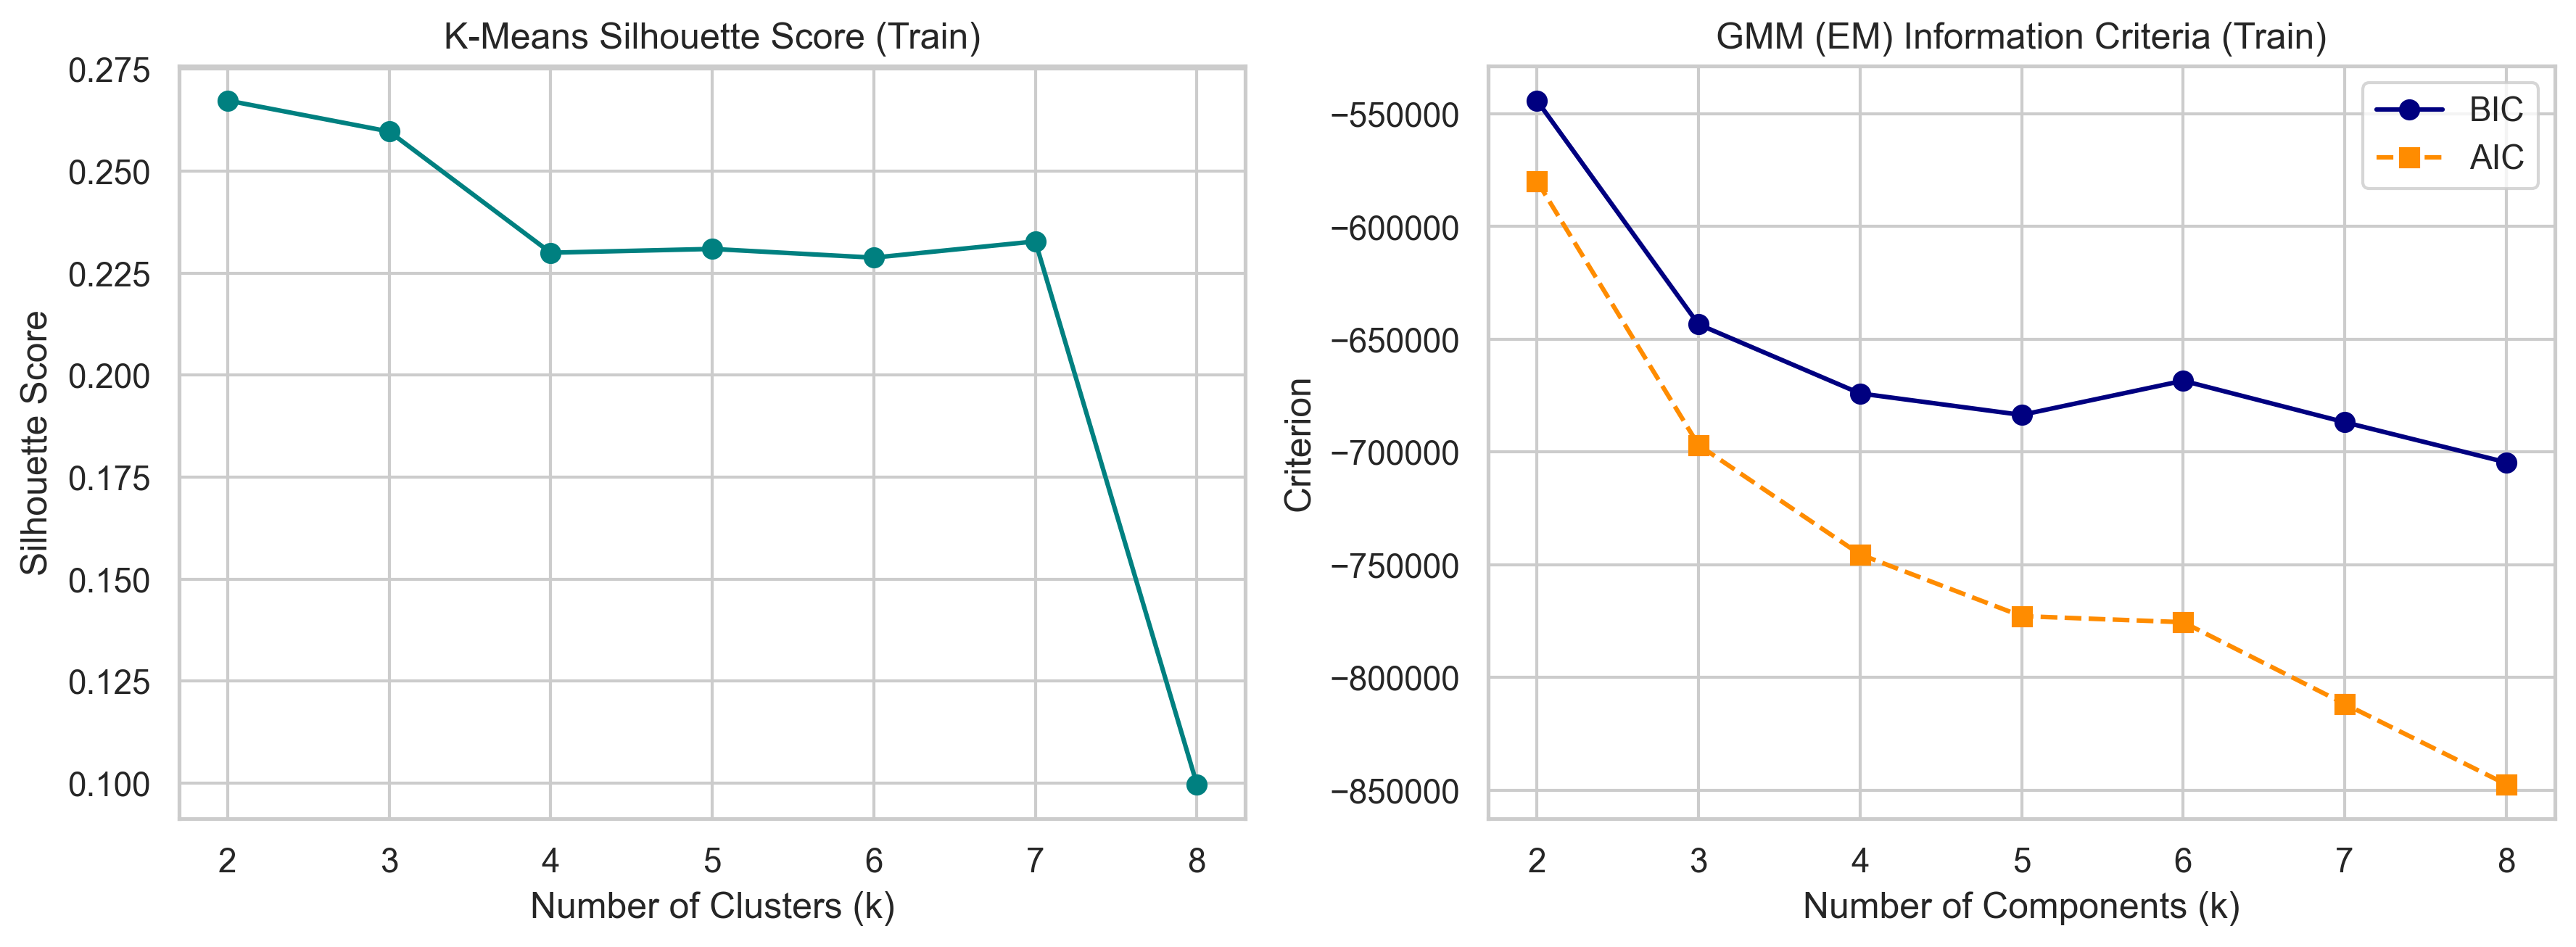 K-Means Silhouette Score (Train)
0.275
0.250
0.225
0.200
0.175
0.150
0.125
0.100
Silhouette Score
2 3 4 5 6 7 8
Number of Clusters (k)
GMM (EM) Information Criteria (Train)
BIC
AIC
−550000
−600000
−650000
−700000
−750000
−800000
−850000
Criterion
2 3 4 5 6 7 8
Number of Components (k)